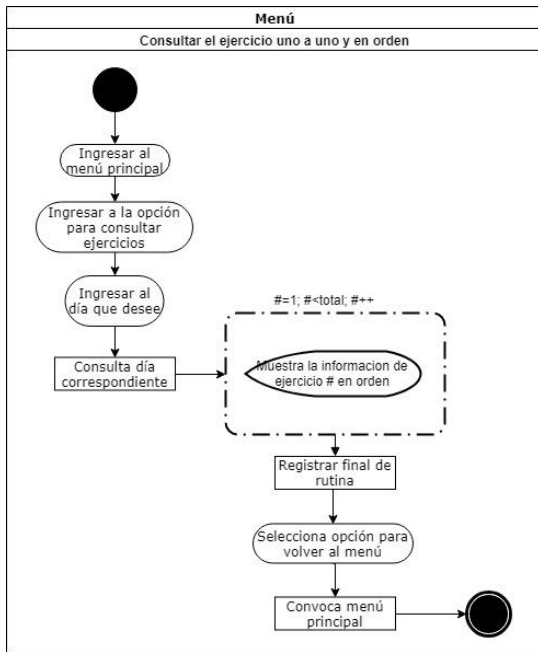 Menú
Consultar el ejercicio uno a uno y en orden
Ingresar al
menú principal
Ingresar a la opción
para consultar
ejercicios
Ingresar al
día que desee
Consulta día
correspondiente
#=1; #<total; #++
Muestra la informacion de
ejercicio # en orden
Registrar final de
rutina
Selecciona opción para
volver al menú
Convoca menú
principal